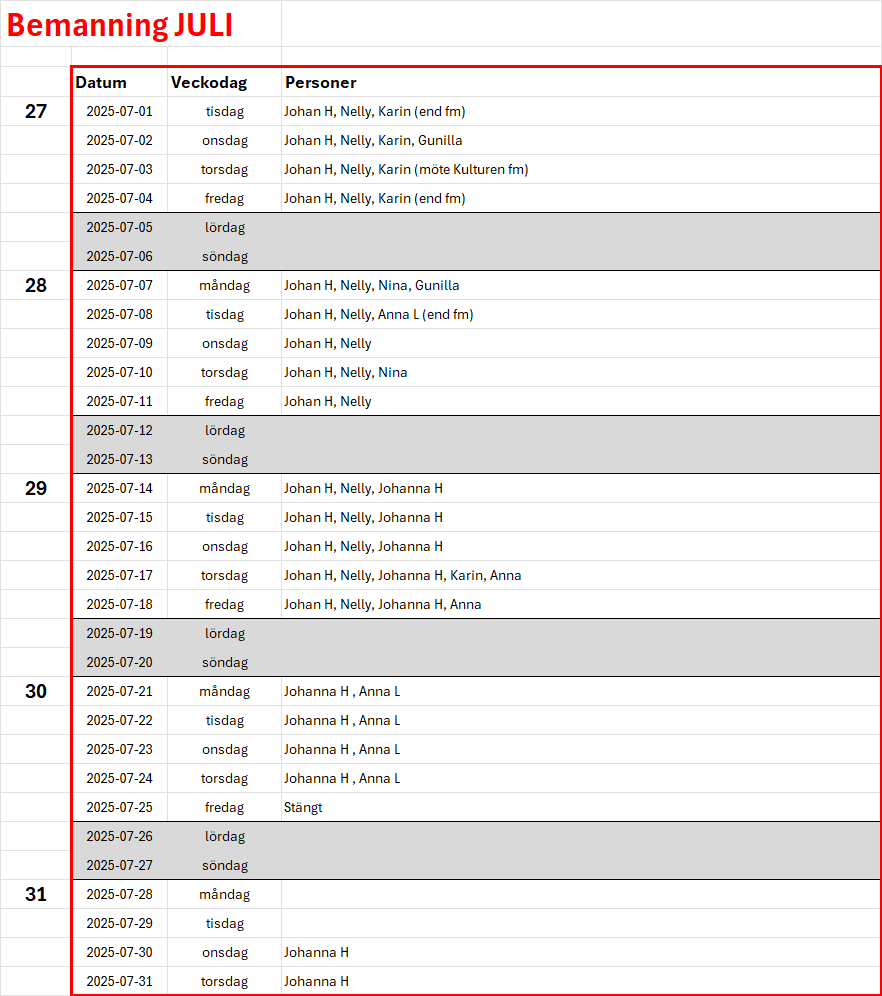 Bemanning JULI
Datum Veckodag Personer
27 2025-07-01 tisdag Johan H, Nelly, Karin (end fm)
2025-07-02 onsdag Johan H, Nelly, Karin, Gunilla
2025-07-03 torsdag Johan H, Nelly, Karin (möte Kulturen fm)
2025-07-04 fredag Johan H, Nelly, Karin (end fm)
2025-07-05 lördag
2025-07-06 söndag
28 2025-07-07 måndag Johan H, Nelly, Nina, Gunilla
2025-07-08 tisdag Johan H, Nelly, Anna L (end fm)
2025-07-09 onsdag Johan H, Nelly
2025-07-10 torsdag Johan H, Nelly, Nina
2025-07-11 fredag Johan H, Nelly
2025-07-12 lördag
2025-07-13 söndag
29 2025-07-14 måndag Johan H, Nelly, Johanna H
2025-07-15 tisdag Johan H, Nelly, Johanna H
2025-07-16 onsdag Johan H, Nelly, Johanna H
2025-07-17 torsdag Johan H, Nelly, Johanna H, Karin, Anna
2025-07-18 fredag Johan H, Nelly, Johanna H, Anna
2025-07-19 lördag
2025-07-20 söndag
30 2025-07-21 måndag Johanna H , Anna L
2025-07-22 tisdag Johanna H , Anna L
2025-07-23 onsdag Johanna H , Anna L
2025-07-24 torsdag Johanna H , Anna L
2025-07-25 fredag Stängt
2025-07-26 lördag
2025-07-27 söndag
31 2025-07-28 måndag
2025-07-29 tisdag
2025-07-30 onsdag Johanna H
2025-07-31 torsdag Johanna H